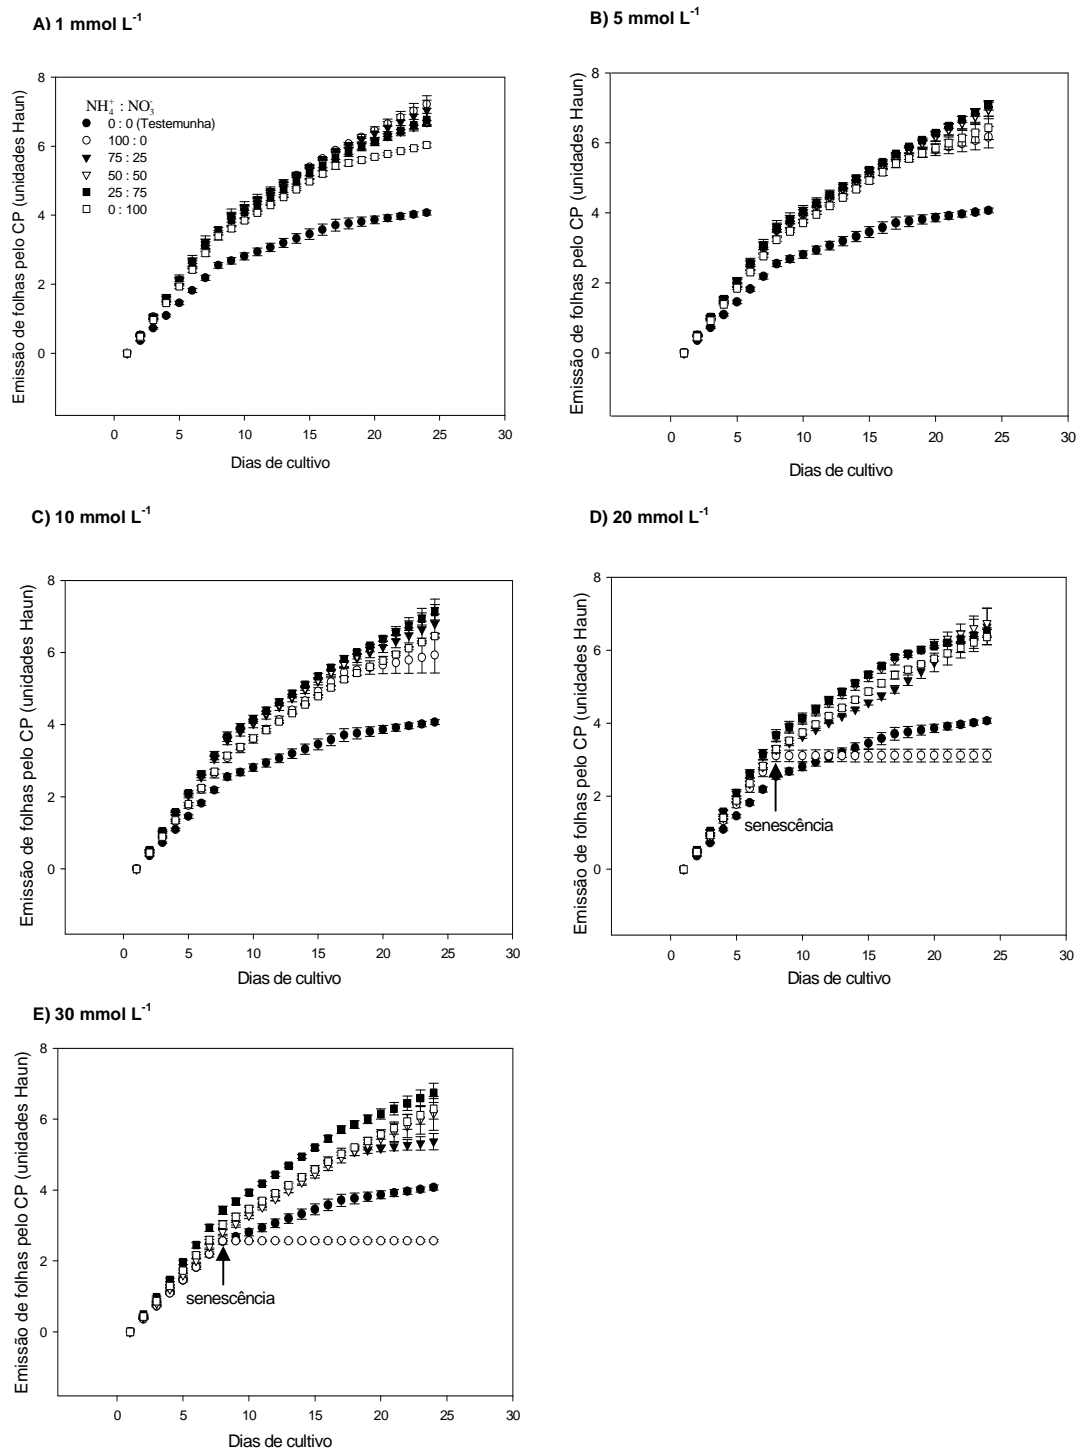 A) 1 mmol L-1
Emissão de folhas pelo CP (unidades Haun)
8
6
4
2
0
NH4+ : NO3-
0 : 0 (Testemunha)
100 : 0
75 : 25
50 : 50
25 : 75
0 : 100
0 5 10 15 20 25 30
Dias de cultivo
B) 5 mmol L-1
Emissão de folhas pelo CP (unidades Haun)
8
6
4
2
0
0 5 10 15 20 25 30
Dias de cultivo
C) 10 mmol L-1
Emissão de folhas pelo CP (unidades Haun)
8
6
4
2
0
0 5 10 15 20 25 30
Dias de cultivo
D) 20 mmol L-1
Emissão de folhas pelo CP (unidades Haun)
8
6
4
2
0
senescência
0 5 10 15 20 25 30
Dias de cultivo
E) 30 mmol L-1
Emissão de folhas pelo CP (unidades Haun)
8
6
4
2
0
senescência
0 5 10 15 20 25 30
Dias de cultivo